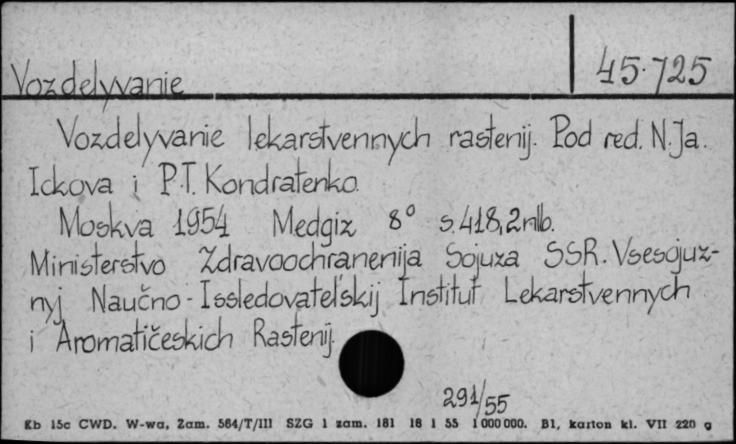 Vozdelyvanie 45.725
Vozdelyvanie lekarstvennych rastenij. Pod red. N.Ja.
Ickova i P.T. Kondratenko.
Moskva 1954 Medgiz 8° s.418, 2nlb.
Ministerstvo Zdravoochranenija Sojuza SSR. Vsesojuz-
nyj Naučno-Issledovatel'skij Institut Lekarstvennych
i Aromatičeskich Rastenij.
291/55
Kb 15c CWD. W-wa, Zam. 564/T/III SZG 1 zam. 181 18 1 55 1 000 000. B1, karton kl. VII 220 g